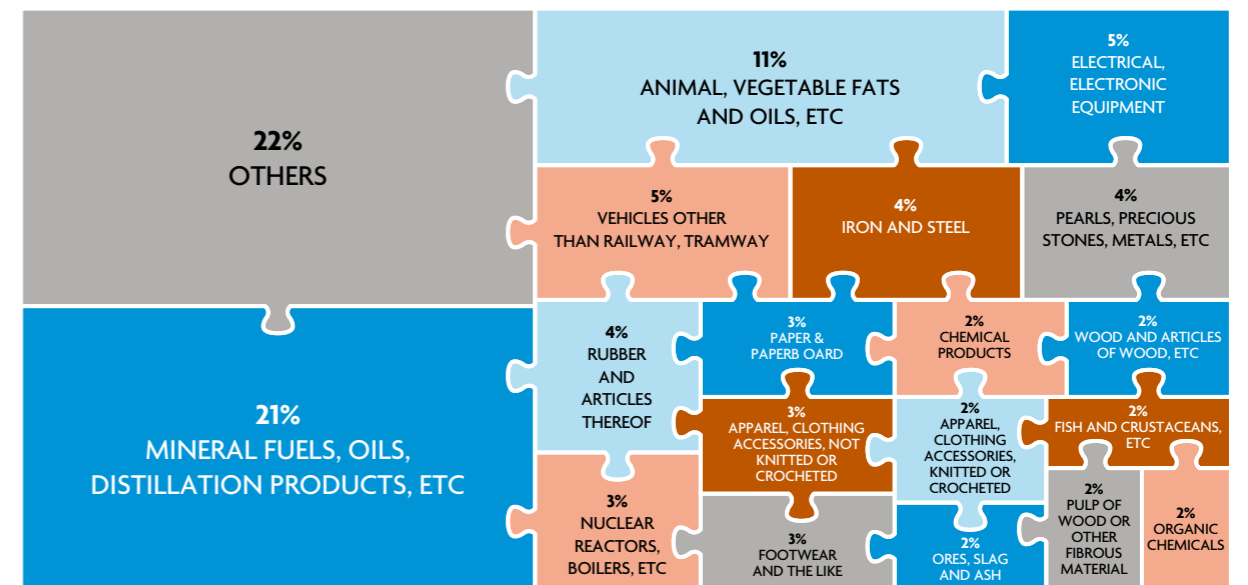 22%
OTHERS
11%
ANIMAL, VEGETABLE FATS
AND OILS, ETC
5%
ELECTRICAL,
ELECTRONIC
EQUIPMENT
5%
VEHICLES OTHER
THAN RAILWAY, TRAMWAY
4%
IRON AND STEEL
4%
PEARLS, PRECIOUS
STONES, METALS, ETC
21%
MINERAL FUELS, OILS,
DISTILLATION PRODUCTS, ETC
4%
RUBBER
AND
ARTICLES
THEREOF
3%
PAPER &
PAPERB OARD
2%
CHEMICAL
PRODUCTS
2%
WOOD AND ARTICLES
OF WOOD, ETC
3%
APPAREL, CLOTHING
ACCESSORIES, NOT
KNITTED OR
CROCHETED
2%
APPAREL,
CLOTHING
ACCESSORIES,
KNITTED OR
CROCHETED
2%
FISH AND CRUSTACEANS,
ETC
3%
NUCLEAR
REACTORS,
BOILERS, ETC
3%
FOOTWEAR
AND THE LIKE
2%
ORES, SLAG
AND ASH
2%
PULP OF
WOOD OR
OTHER
FIBROUS
MATERIAL
2%
ORGANIC
CHEMICALS